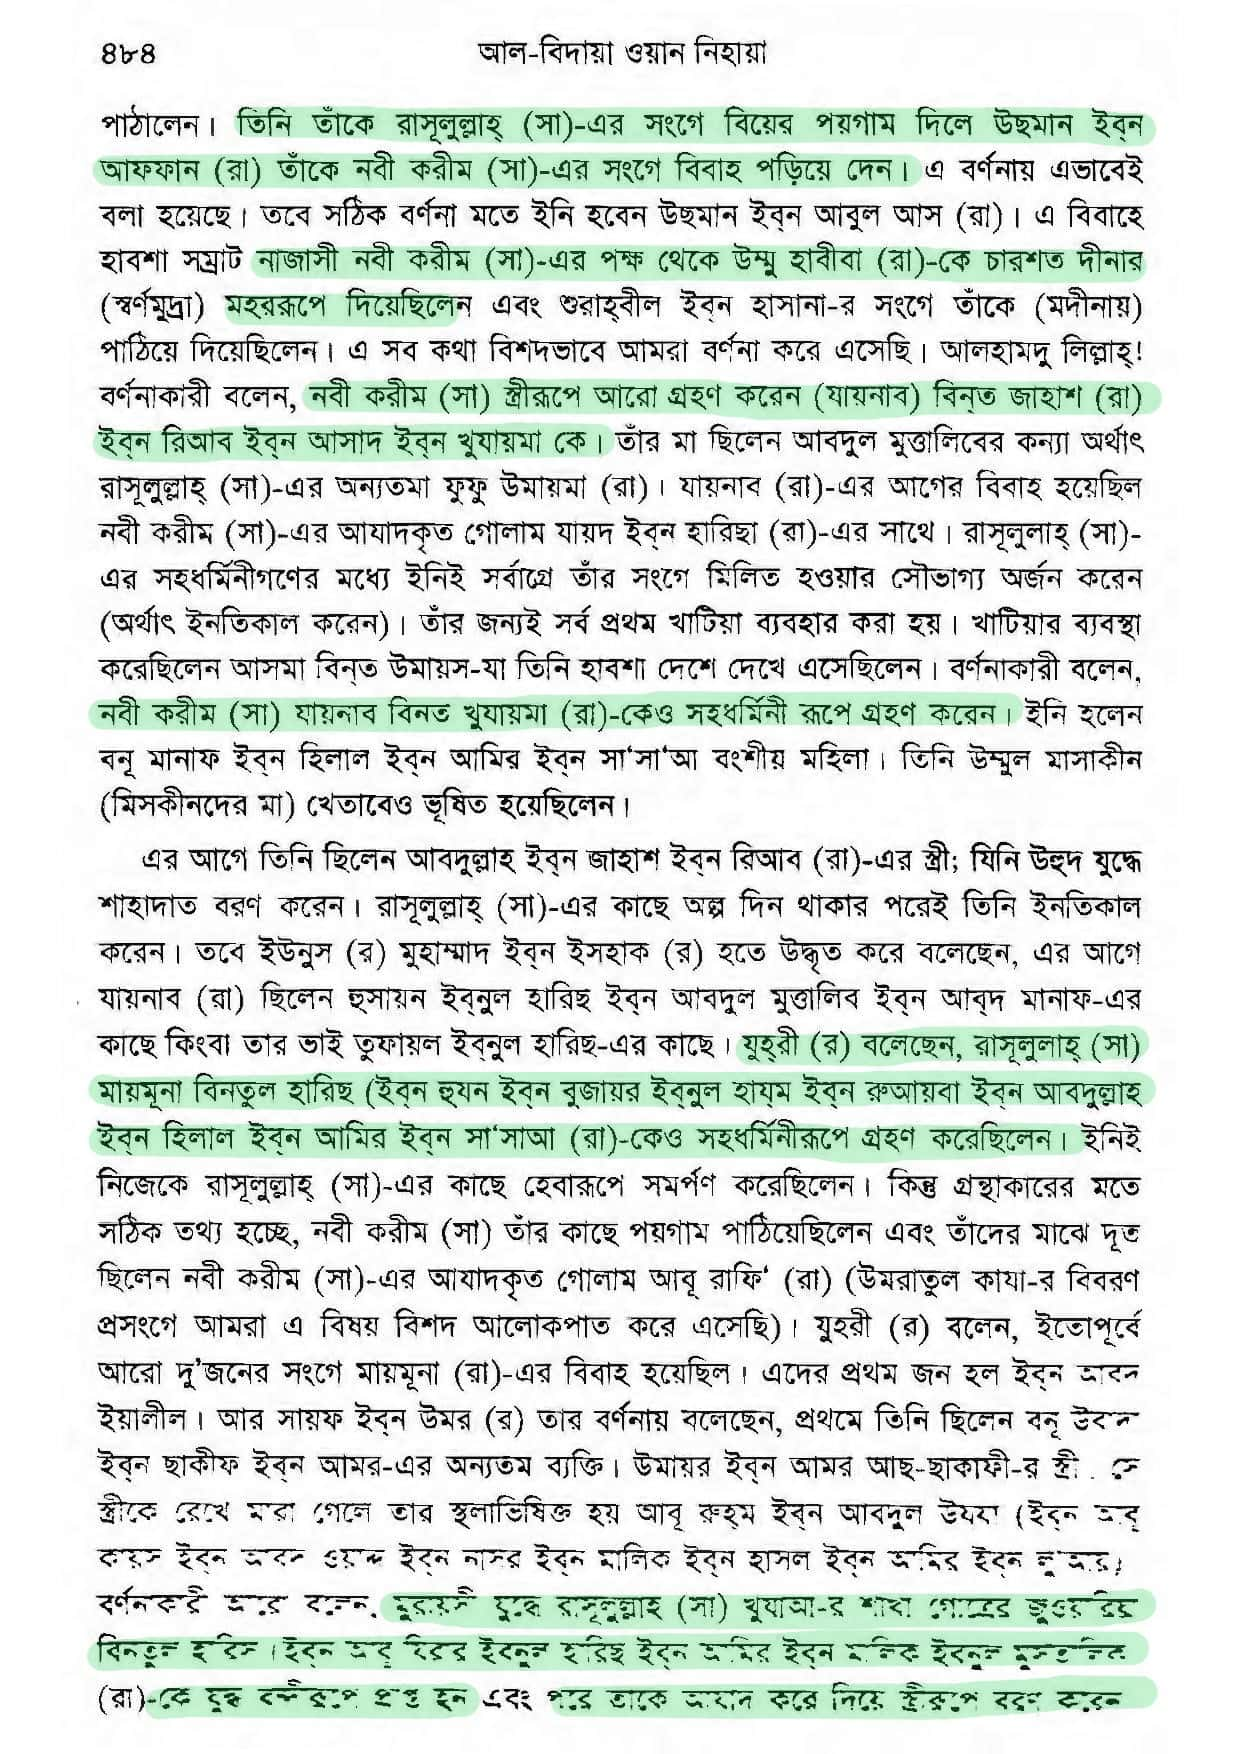 ৪৮৪
আল-বিদায়া ওয়ান নিহায়া
পাঠালেন। তিনি তাঁকে রাসূলুল্লাহ্ (সা)-এর সংগে বিয়ের পয়গাম দিলে উছমান ইব্‌ন
আফফান (রা) তাঁকে নবী করীম (সা)-এর সংগে বিবাহ পড়িয়ে দেন। এ বর্ণনায় এভাবেই
বলা হয়েছে। তবে সঠিক বর্ণনা মতে ইনি হবেন উছমান ইব্‌ন আবুল আস (রা)। এ বিবাহে
হাবশা সম্রাট নাজাসী নবী করীম (সা)-এর পক্ষ থেকে উম্মু হাবীবা (রা)-কে চারশত দীনার
(স্বর্ণমুদ্রা) মহররূপে দিয়েছিলেন এবং শুরাহ্‌বীল ইব্‌ন হাসানা-র সংগে তাঁকে (মদীনায়)
পাঠিয়ে দিয়েছিলেন। এ সব কথা বিশদভাবে আমরা বর্ণনা করে এসেছি। আলহামদু লিল্লাহ্!
বর্ণনাকারী বলেন, নবী করীম (সা) স্ত্রীরূপে আরো গ্রহণ করেন (যায়নাব) বিন্‌ত জাহাশ (রা)
ইব্‌ন রিআব ইব্‌ন আসাদ ইব্‌ন খুযায়মা কে। তাঁর মা ছিলেন আবদুল মুত্তালিবের কন্যা অর্থাৎ
রাসূলুল্লাহ্ (সা)-এর অন্যতমা ফুফু উমায়মা (রা)। যায়নাব (রা)-এর আগের বিবাহ হয়েছিল
নবী করীম (সা)-এর আযাদকৃত গোলাম যায়দ ইব্‌ন হারিছা (রা)-এর সাথে। রাসূলুলাহ্ (সা)-
এর সহধর্মিনীগণের মধ্যে ইনিই সর্বাগ্রে তাঁর সংগে মিলিত হওয়ার সৌভাগ্য অর্জন করেন
(অর্থাৎ ইনতিকাল করেন)। তাঁর জন্যই সর্ব প্রথম খাটিয়া ব্যবহার করা হয়। খাটিয়ার ব্যবস্থা
করেছিলেন আসমা বিন্‌ত উমায়স-যা তিনি হাবশা দেশে দেখে এসেছিলেন। বর্ণনাকারী বলেন,
নবী করীম (সা) যায়নাব বিনত খুযায়মা (রা)-কেও সহধর্মিনী রূপে গ্রহণ করেন। ইনি হলেন
বনূ মানাফ ইব্‌ন হিলাল ইব্‌ন আমির ইব্‌ন সা‘সা‘আ বংশীয় মহিলা। তিনি উম্মুল মাসাকীন
(মিসকীনদের মা) খেতাবেও ভূষিত হয়েছিলেন।
এর আগে তিনি ছিলেন আবদুল্লাহ ইব্‌ন জাহাশ ইব্‌ন রিআব (রা)-এর স্ত্রী; যিনি উহুদ যুদ্ধে
শাহাদাত বরণ করেন। রাসূলুল্লাহ্ (সা)-এর কাছে অল্প দিন থাকার পরেই তিনি ইনতিকাল
করেন। তবে ইউনুস (র) মুহাম্মাদ ইব্‌ন ইসহাক (র) হতে উদ্ধৃত করে বলেছেন, এর আগে
যায়নাব (রা) ছিলেন হুসায়ন ইব্‌নুল হারিছ ইব্‌ন আবদুল মুত্তালিব ইব্‌ন আব্‌দ মানাফ-এর
কাছে কিংবা তার ভাই তুফায়ল ইব্‌নুল হারিছ-এর কাছে। যুহরী (র) বলেছেন, রাসূলুলাহ্ (সা)
মায়মূনা বিনতুল হারিছ (ইব্‌ন হুযন ইব্‌ন বুজায়র ইব্‌নুল হায্‌ম ইব্‌ন রুআয়বা ইব্‌ন আবদুল্লাহ
ইব্‌ন হিলাল ইব্‌ন আমির ইব্‌ন সা‘সাআ (রা)-কেও সহধর্মিনীরূপে গ্রহণ করেছিলেন। ইনিই
নিজেকে রাসূলুল্লাহ্ (সা)-এর কাছে হেবারূপে সমর্পণ করেছিলেন। কিন্তু গ্রন্থাকারের মতে
সঠিক তথ্য হচ্ছে, নবী করীম (সা) তাঁর কাছে পয়গাম পাঠিয়েছিলেন এবং তাঁদের মাঝে দূত
ছিলেন নবী করীম (সা)-এর আযাদকৃত গোলাম আবূ রাফি‘ (রা) (উমরাতুল কাযা-র বিবরণ
প্রসংগে আমরা এ বিষয় বিশদ আলোকপাত করে এসেছি)। যুহরী (র) বলেন, ইতোপূর্বে
আরো দু’জনের সংগে মায়মূনা (রা)-এর বিবাহ হয়েছিল। এদের প্রথম জন হল ইব্‌ন আবদ
ইয়ালীল। আর সায়ফ ইব্‌ন উমর (র) তার বর্ণনায় বলেছেন, প্রথমে তিনি ছিলেন বনূ
ইব্‌ন ছাকীফ ইব্‌ন আমর-এর অন্যতম ব্যক্তি। উমায়র ইব্‌ন আমর আছ-ছাকাফী-র স্ত্রী। সে
স্ত্রীকে রেখে মারা গেলে তার স্থলাভিষিক্ত হয় আবূ রুহ্‌ম ইব্‌ন আবদুল উযযা (ইব্‌ন আবূ
কায়স ইব্‌ন আবদ ওয়াদ্দ ইব্‌ন নাসর ইব্‌ন মালিক ইব্‌ন হাসল ইব্‌ন আমির ইব্‌ন
বর্ণনাকারী আরো বলেন, মুরায়সী যুদ্ধে রাসূলুল্লাহ (সা) খুযাআ-র শাখা গোত্রের জুওয়ায়রিয়া
বিনতুল হারিস (ইব্‌ন আবূ যিরার ইবনুল হারিছ ইব্‌ন আমির ইব্‌ন মালিক ইবনুল মুসতালিক
(রা)-কে যুদ্ধ বন্দীরূপে প্রাপ্ত হন এবং পরে তাকে আযাদ করে দিয়ে স্ত্রীরূপে বরণ করেন